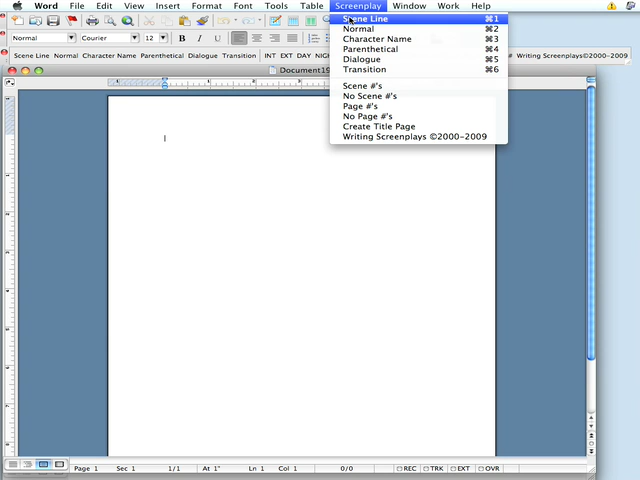 Word File Edit View Insert Format Font Tools Table Screenplay Window Work Help
Scene Line ⌘1
Normal ⌘2
Character Name ⌘3
Parenthetical ⌘4
Dialogue ⌘5
Transition ⌘6
Scene #'s
No Scene #'s
Page #'s
No Page #'s
Create Title Page
Writing Screenplays ©2000-2009
Normal Courier 12 B I U
Scene Line Normal Character Name Parenthetical Dialogue Transition INT EXT DAY # Writing Screenplays©2000-2009
Document19
Page 1 Sec 1 1/1 At 1" Ln 1 Col 1 0/0 REC TRK EXT OVR